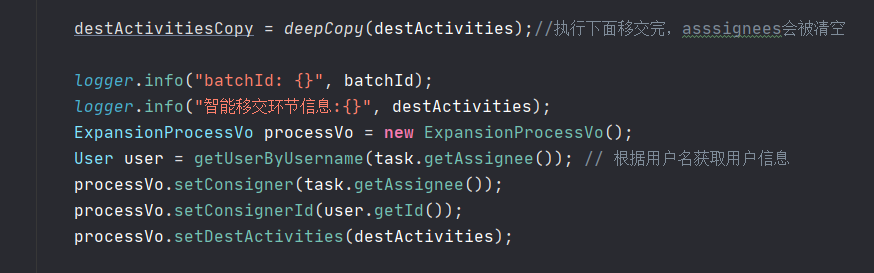 destActivitiesCopy = deepCopy(destActivities);//执行下面移交完，asssignees会被清空
logger.info("batchId: {}", batchId);
logger.info("智能移交环节信息:{}", destActivities);
ExpansionProcessVo processVo = new ExpansionProcessVo();
User user = getUserByUsername(task.getAssignee()); // 根据用户名获取用户信息
processVo.setConsigner(task.getAssignee());
processVo.setConsignerId(user.getId());
processVo.setDestActivities(destActivities);